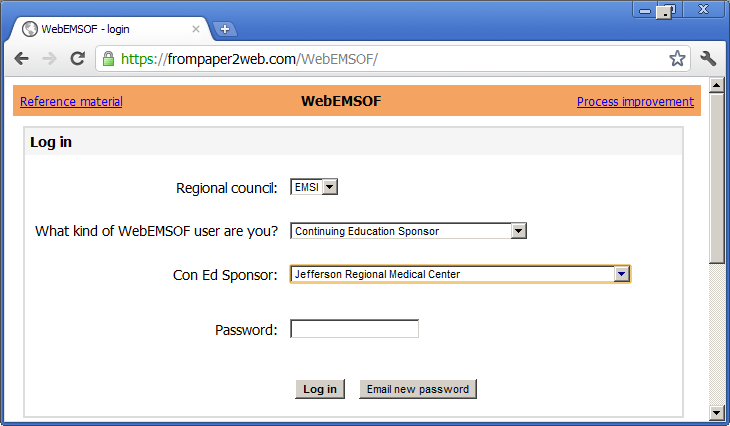 WebEMSOF - login
https://frompaper2web.com/WebEMSOF/
Reference material WebEMSOF Process improvement
Log in
Regional council: EMSI
What kind of WebEMSOF user are you? Continuing Education Sponsor
Con Ed Sponsor: Jefferson Regional Medical Center
Password:
Log in Email new password